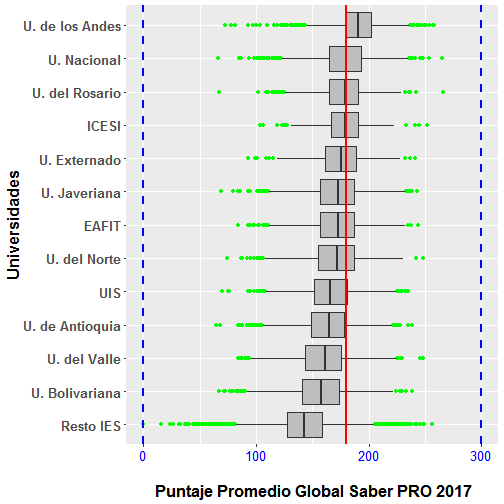 Universidades
U. de los Andes
U. Nacional
U. del Rosario
ICESI
U. Externado
U. Javeriana
EAFIT
U. del Norte
UIS
U. de Antioquia
U. del Valle
U. Bolivariana
Resto IES
0 100 200 300
Puntaje Promedio Global Saber PRO 2017